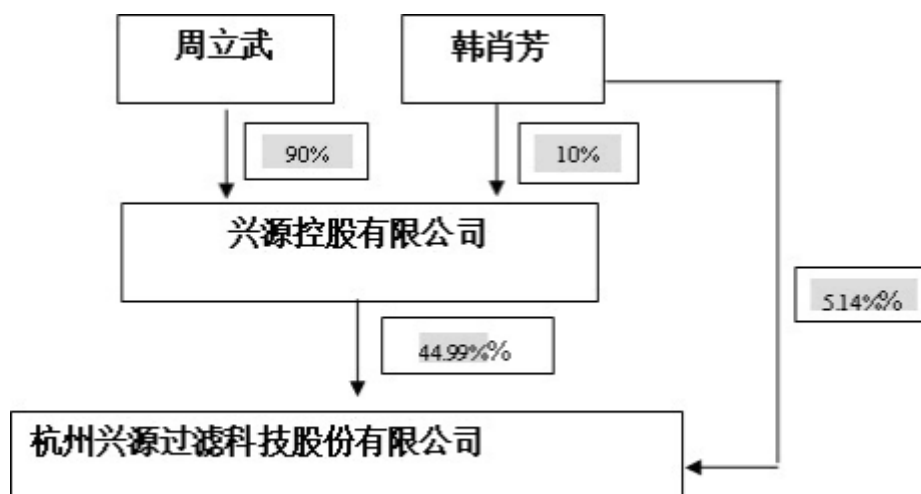 周立武
韩肖芳
90%
10%
兴源控股有限公司
5.14%%
44.99%%
杭州兴源过滤科技股份有限公司